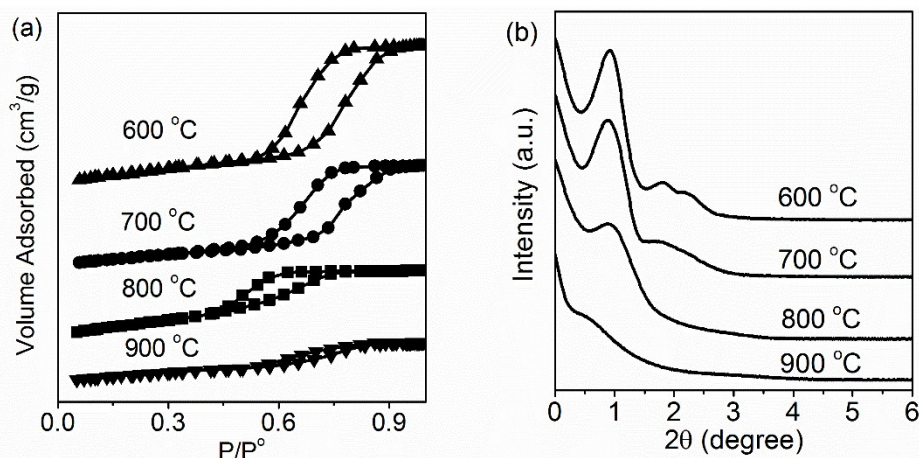 (a)
Volume Adsorbed (cm³/g)
600 °C
700 °C
800 °C
900 °C
0.0 0.3 0.6 0.9
P/P°
(b)
Intensity (a.u.)
600 °C
700 °C
800 °C
900 °C
0 1 2 3 4 5 6
2θ (degree)